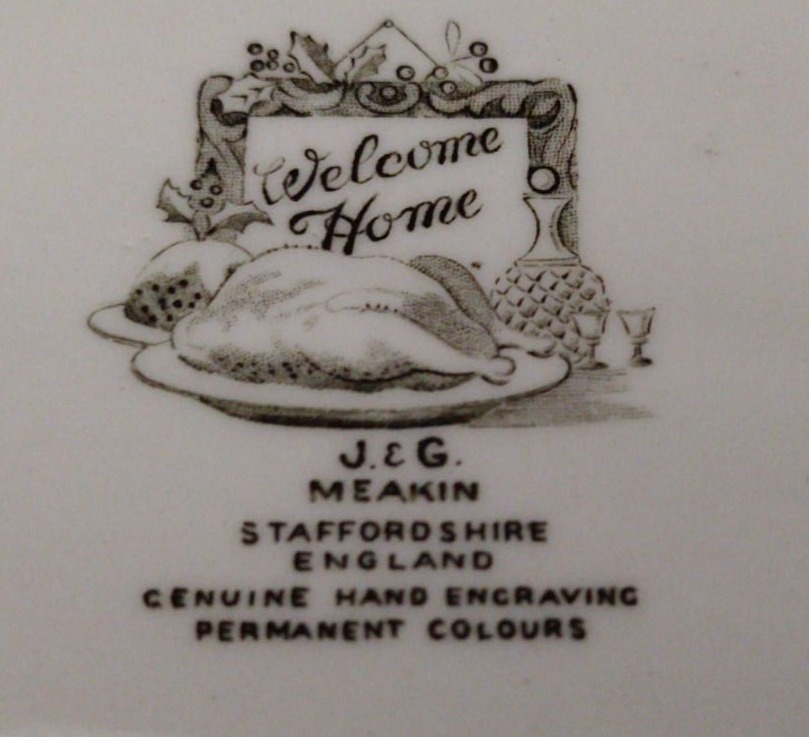 Welcome
Home
J. & G.
MEAKIN
STAFFORDSHIRE
ENGLAND
GENUINE HAND ENGRAVING
PERMANENT COLOURS